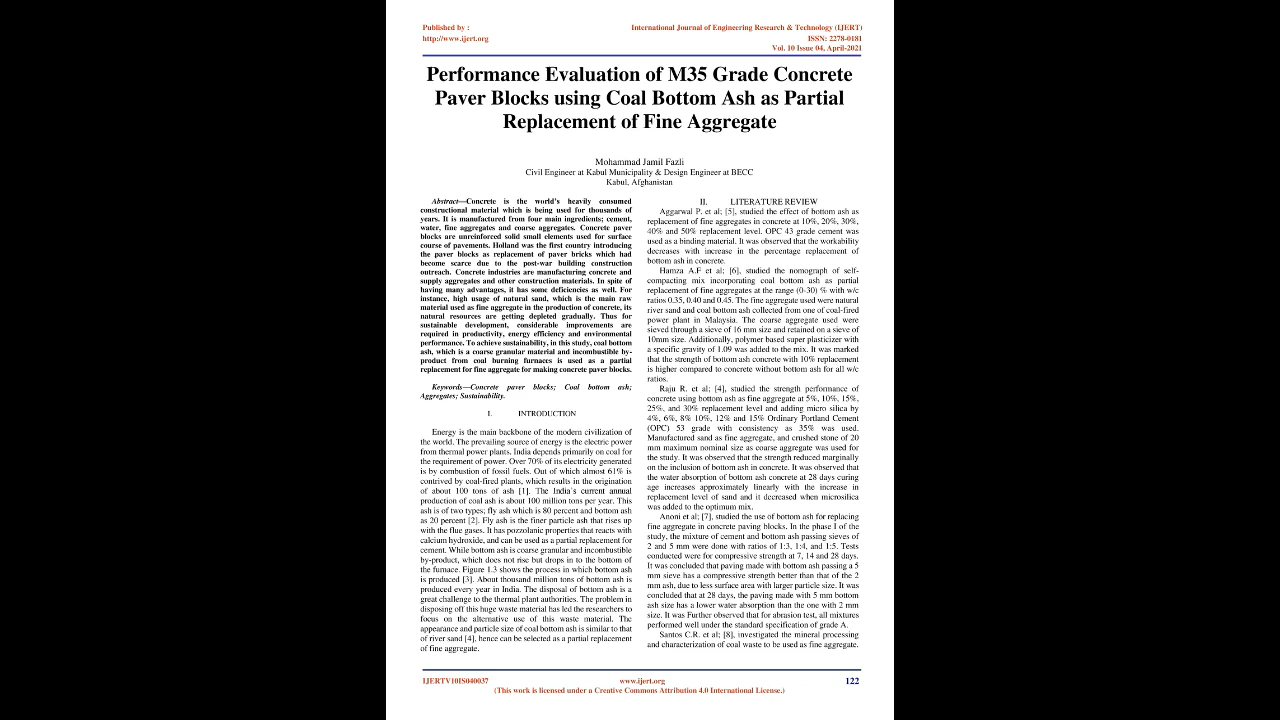 Published by :
http://www.ijert.org
International Journal of Engineering Research & Technology (IJERT)
ISSN: 2278-0181
Vol. 10 Issue 04, April-2021
Performance Evaluation of M35 Grade Concrete
Paver Blocks using Coal Bottom Ash as Partial
Replacement of Fine Aggregate
Mohammad Jamil Fazli
Civil Engineer at Kabul Municipality & Design Engineer at BECC
Kabul, Afghanistan
Abstract—Concrete is the world's heavily consumed
constructional material which is being used for thousands of
years. It is manufactured from four main ingredients; cement,
water, fine aggregates and coarse aggregates. Concrete paver
blocks are unreinforced solid small elements used for surface
course of pavements. Holland was the first country introducing
the paver blocks as replacement of paver bricks which had
become scarce due to the post-war building construction
outreach. Concrete industries are manufacturing concrete and
supply aggregates and other construction materials. In spite of
having many advantages, it has some deficiencies as well. For
instance, high usage of natural sand, which is the main raw
material used as fine aggregate in the production of concrete, its
natural resources are getting depleted gradually. Thus for
sustainable development, considerable improvements are
required in productivity, energy efficiency and environmental
performance. To achieve sustainability, in this study, coal bottom
ash, which is a coarse granular material and incombustible by-
product from coal burning furnaces is used as a partial
replacement for fine aggregate for making concrete paver blocks.
Keywords—Concrete paver blocks; Coal bottom ash;
Aggregates; Sustainability.
I. INTRODUCTION
Energy is the main backbone of the modern civilization of
the world. The prevailing source of energy is the electric power
from thermal power plants. India depends primarily on coal for
the requirement of power. Over 70% of its electricity generated
is by combustion of fossil fuels. Out of which almost 61% is
contrived by coal-fired plants, which results in the origination
of about 100 tons of ash [1]. The India's current annual
production of coal ash is about 100 million tons per year. This
ash is of two types; fly ash which is 80 percent and bottom ash
as 20 percent [2]. Fly ash is the finer particle ash that rises up
with the flue gases. It has pozzolanic properties that reacts with
calcium hydroxide, and can be used as a partial replacement for
cement. While bottom ash is coarse granular and incombustible
by-product, which does not rise but drops in to the bottom of
the furnace. Figure 1.3 shows the process in which bottom ash
is produced [3]. About thousand million tons of bottom ash is
produced every year in India. The disposal of bottom ash is a
great challenge to the thermal plant authorities. The problem in
disposing off this huge waste material has led the researchers to
focus on the alternative use of this waste material. The
appearance and particle size of coal bottom ash is similar to that
of river sand [4], hence can be selected as a partial replacement
of fine aggregate.
II. LITERATURE REVIEW
Aggarwal P. et al; [5], studied the effect of bottom ash as
replacement of fine aggregates in concrete at 10%, 20%, 30%,
40% and 50% replacement level. OPC 43 grade cement was
used as a binding material. It was observed that the workability
decreases with increase in the percentage replacement of
bottom ash in concrete.
Hamza A.F et al; [6], studied the nomograph of self-
compacting mix incorporating coal bottom ash as partial
replacement of fine aggregates at the range (0-30) % with w/c
ratios 0.35, 0.40 and 0.45. The fine aggregate used were natural
river sand and coal bottom ash collected from one of coal-fired
power plant in Malaysia. The coarse aggregate used were
sieved through a sieve of 16 mm size and retained on a sieve of
10mm size. Additionally, polymer based super plasticizer with
a specific gravity of 1.09 was added to the mix. It was marked
that the strength of bottom ash concrete with 10% replacement
is higher compared to concrete without bottom ash for all w/c
ratios.
Raju R. et al; [4], studied the strength performance of
concrete using bottom ash as fine aggregate at 5%, 10%, 15%,
25%, and 30% replacement level and adding micro silica by
4%, 6%, 8% 10%, 12% and 15% Ordinary Portland Cement
(OPC) 53 grade with consistency as 35% was used.
Manufactured sand as fine aggregate, and crushed stone of 20
mm maximum nominal size as coarse aggregate was used for
the study. It was observed that the strength reduced marginally
on the inclusion of bottom ash in concrete. It was observed that
the water absorption of bottom ash concrete at 28 days curing
age increases approximately linearly with the increase in
replacement level of sand and it decreased when microsilica
was added to the optimum mix.
Anoni et al; [7], studied the use of bottom ash for replacing
fine aggregate in concrete paving blocks. In the phase I of the
study, the mixture of cement and bottom ash passing sieves of
2 and 5 mm were done with ratios of 1:3, 1:4, and 1:5. Tests
conducted were for compressive strength at 7, 14 and 28 days.
It was concluded that paving made with bottom ash passing a 5
mm sieve has a compressive strength better than that of the 2
mm ash, due to less surface area with larger particle size. It was
concluded that at 28 days, the paving made with 5 mm bottom
ash size has a lower water absorption than the one with 2 mm
size. It was Further observed that for abrasion test, all mixtures
performed well under the standard specification of grade A.
Santos C.R. et al; [8], investigated the mineral processing
and characterization of coal waste to be used as fine aggregate.
IJERTV10IS040037
www.ijert.org
122
(This work is licensed under a Creative Commons Attribution 4.0 International License.)